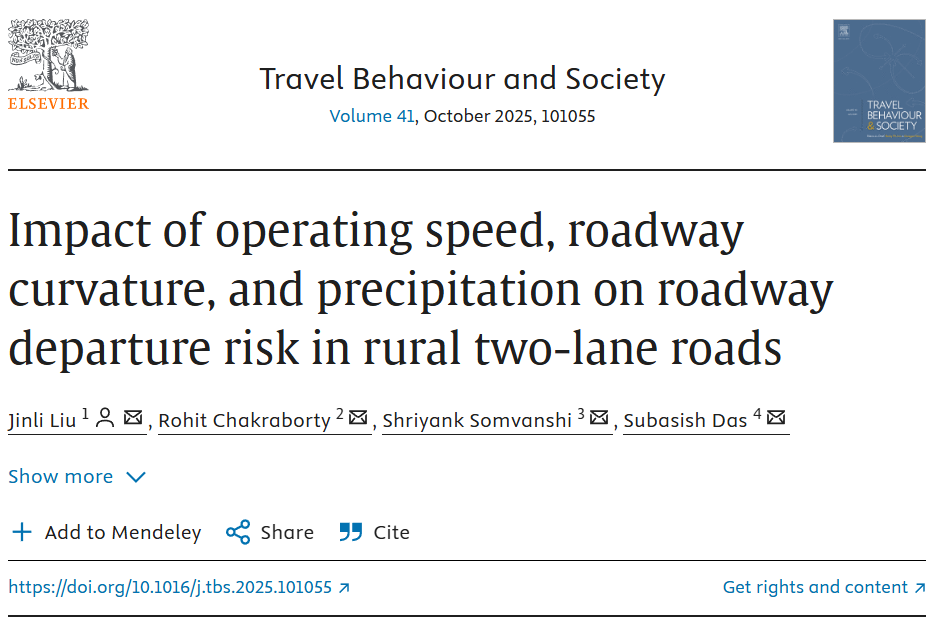 ELSEVIER
Travel Behaviour and Society
Volume 41, October 2025, 101055
TRAVEL
BEHAVIOUR
& SOCIETY
Impact of operating speed, roadway
curvature, and precipitation on roadway
departure risk in rural two-lane roads
Jinli Liu 1, Rohit Chakraborty 2, Shriyank Somvanshi 3, Subasish Das 4
Show more
Add to Mendeley Share Cite
https://doi.org/10.1016/j.tbs.2025.101055 Get rights and content